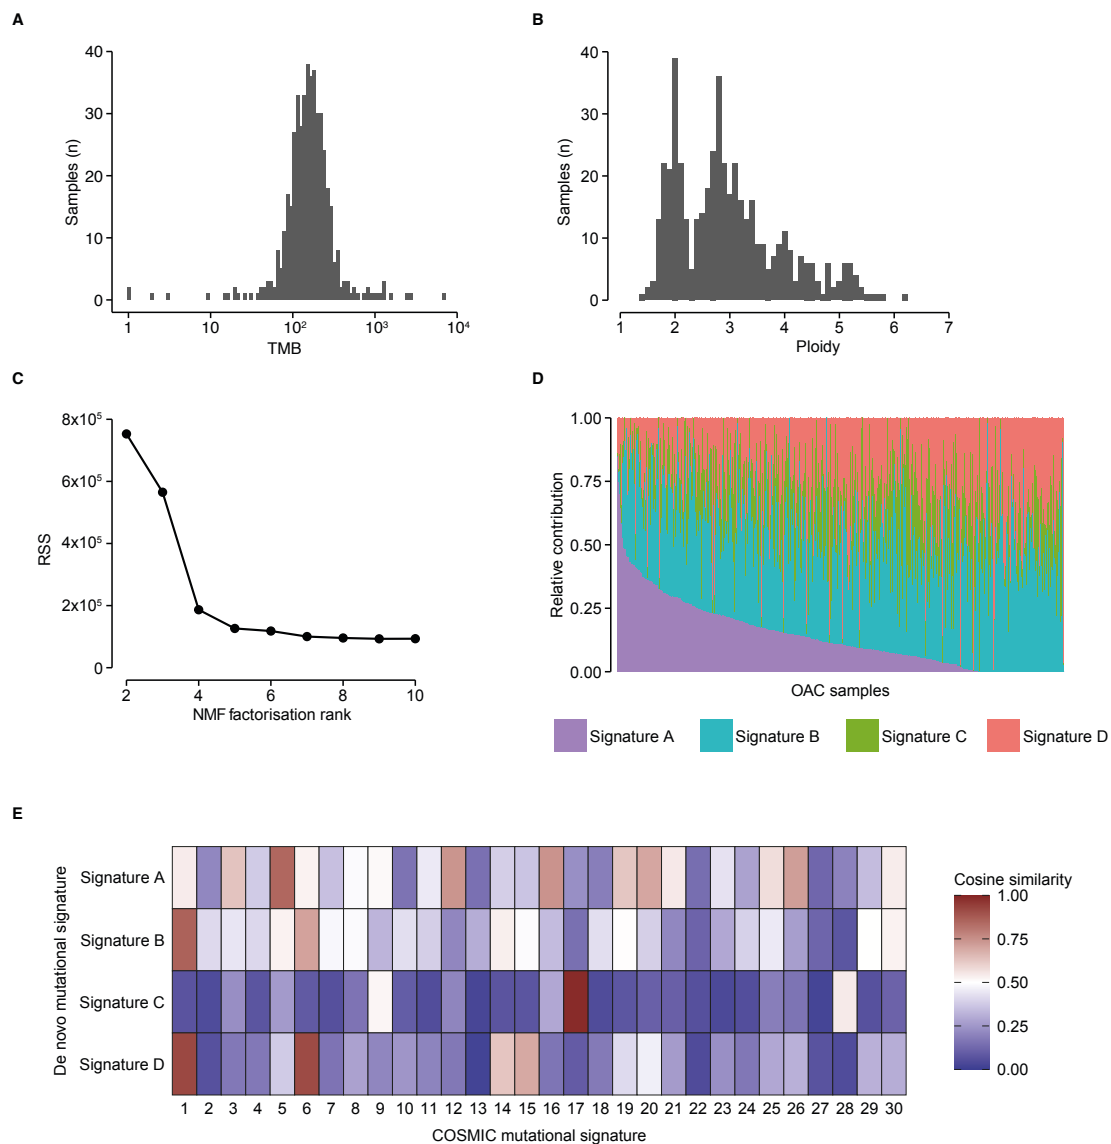 A
B
40
30
20
10
0
Samples (n)
1
10
10²
10³
10⁴
TMB
40
30
20
10
0
Samples (n)
1 2 3 4 5 6 7
Ploidy
C
D
8x10⁵
6x10⁵
4x10⁵
2x10⁵
0
RSS
2 4 6 8 10
NMF factorisation rank
1.00
0.75
0.50
0.25
0.00
Relative contribution
OAC samples
Signature A Signature B Signature C Signature D
E
De novo mutational signature
Signature A
Signature B
Signature C
Signature D
1 2 3 4 5 6 7 8 9 10 11 12 13 14 15 16 17 18 19 20 21 22 23 24 25 26 27 28 29 30
COSMIC mutational signature
Cosine similarity
1.00
0.75
0.50
0.25
0.00